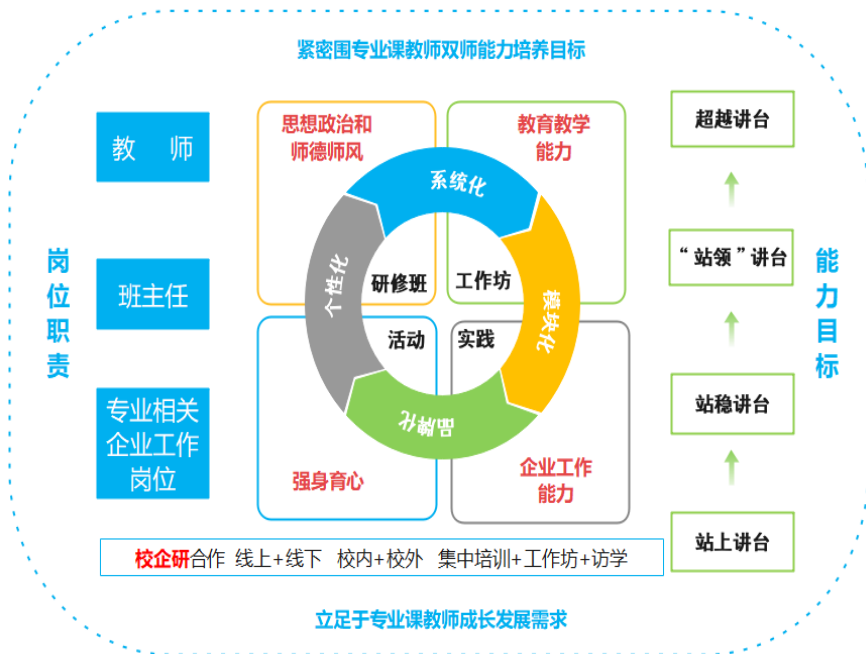 紧密围专业课教师双师能力培养目标
岗位职责
教 师
班主任
专业相关
企业工作
岗位
思想政治和
师德师风
教育教学
能力
系统化
个性化
模块化
品牌化
研修班
工作坊
活动
实践
强身育心
企业工作
能力
超越讲台
“站领”讲台
站稳讲台
站上讲台
能力目标
校企研合作 线上+线下 校内+校外 集中培训+工作坊+访学
立足于专业课教师成长发展需求